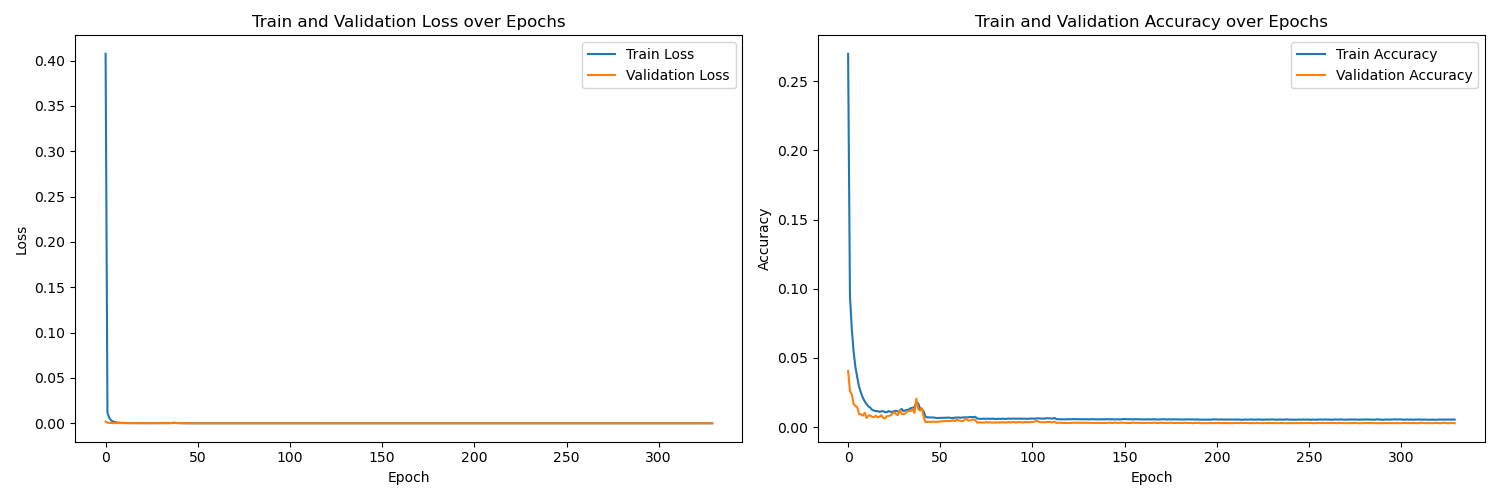 Train and Validation Loss over Epochs
Train Loss
Validation Loss
0.40
0.35
0.30
0.25
0.20
0.15
0.10
0.05
0.00
Loss
0 50 100 150 200 250 300
Epoch
Train and Validation Accuracy over Epochs
Train Accuracy
Validation Accuracy
0.25
0.20
0.15
0.10
0.05
0.00
Accuracy
0 50 100 150 200 250 300
Epoch